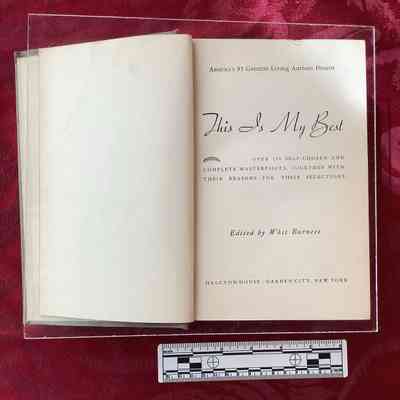 America's 93 Greatest Living Authors Present
This Is My Best
OVER 150 SELF-CHOSEN AND
COMPLETE MASTERPIECES, TOGETHER WITH
THEIR REASONS FOR THEIR SELECTIONS
Edited by Whit Burnett
HALCYON HOUSE : GARDEN CITY, NEW YORK